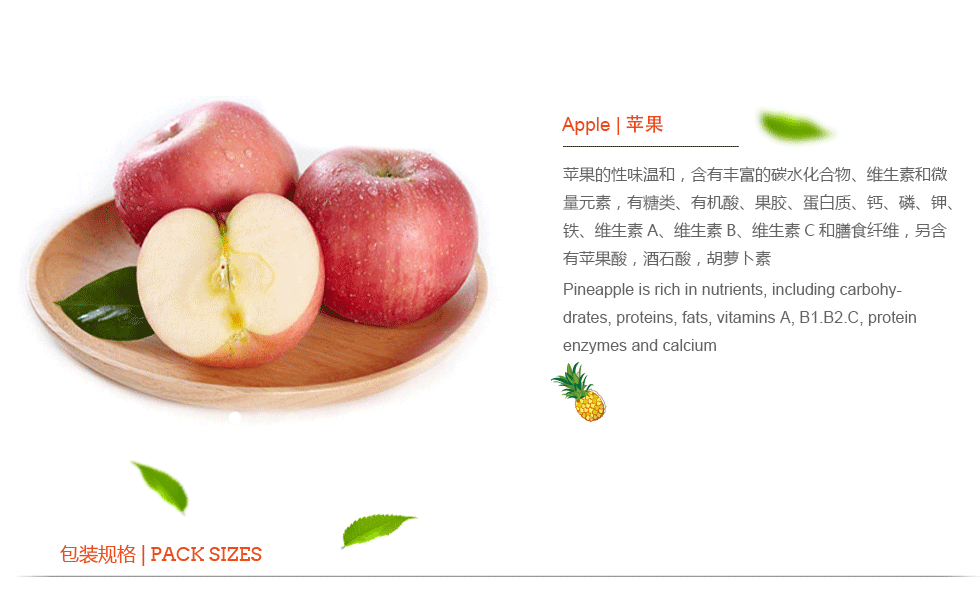 Apple | 苹果
苹果的性味温和，含有丰富的碳水化合物、维生素和微
量元素，有糖类、有机酸、果胶、蛋白质、钙、磷、钾、
铁、维生素 A、维生素 B、维生素 C 和膳食纤维，另含
有苹果酸，酒石酸，胡萝卜素
Pineapple is rich in nutrients, including carbohy-
drates, proteins, fats, vitamins A, B1.B2.C, protein
enzymes and calcium
包装规格 | PACK SIZES